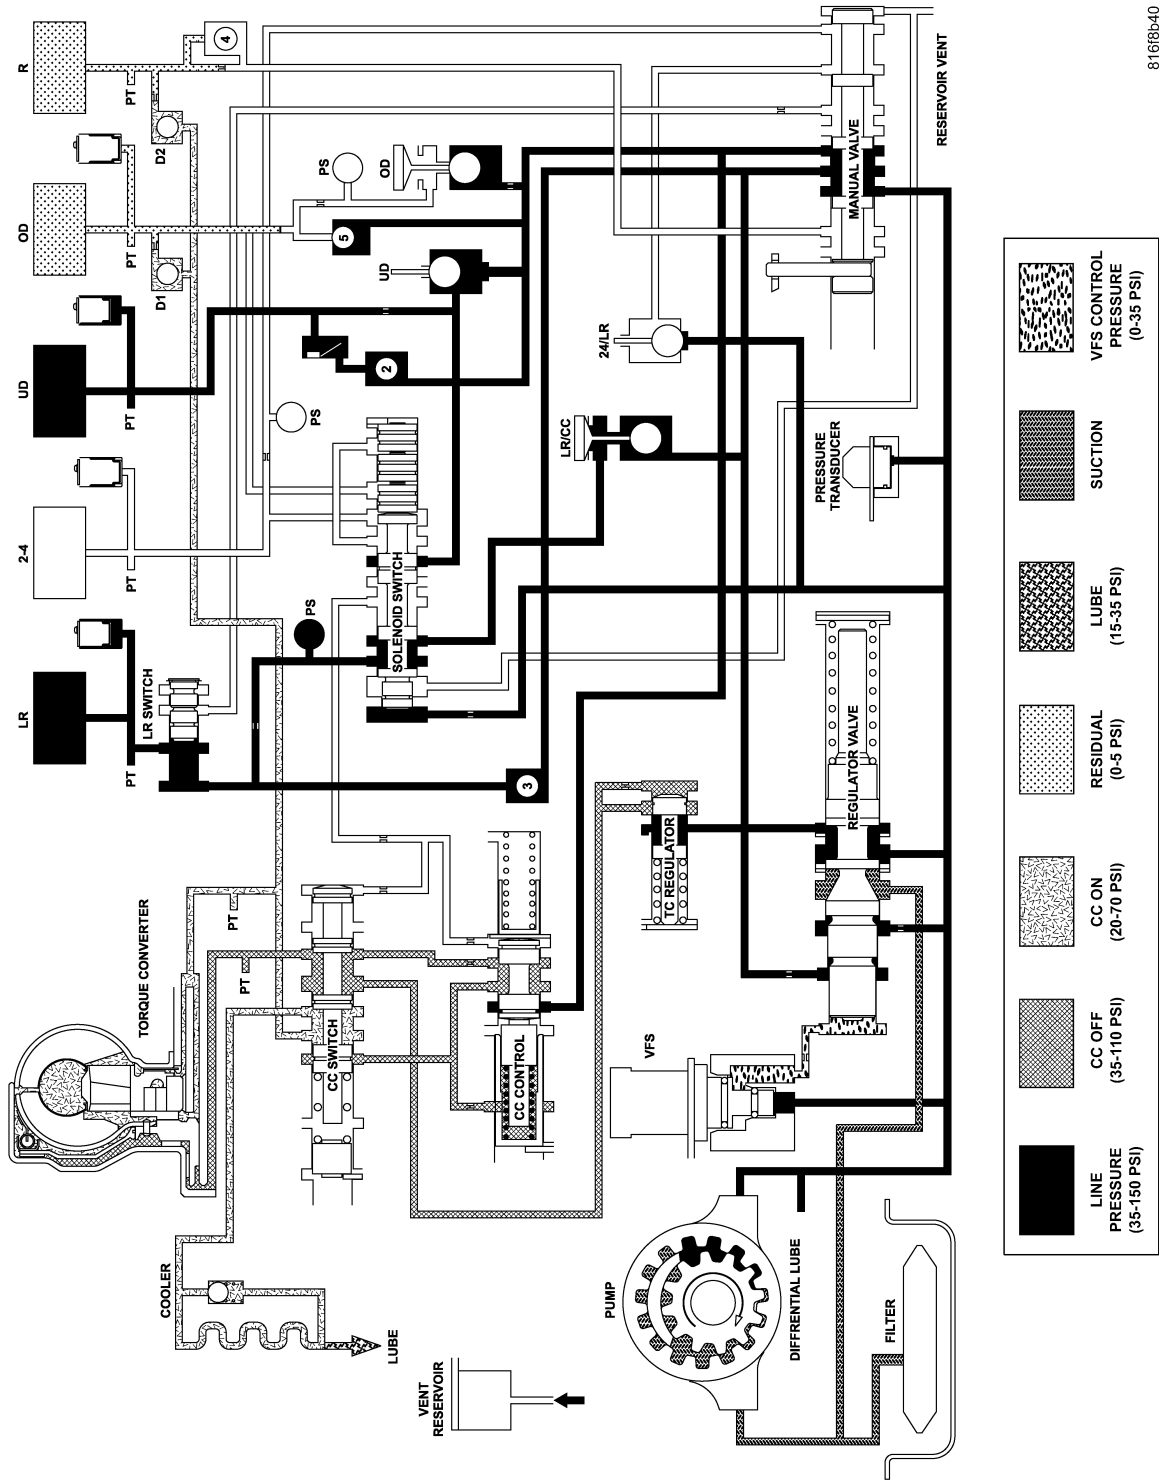 LR
2-4
UD
OD
R
PT
PT
PT
PT
PT
D1
D2
4
LR SWITCH
PS
PS
PS
UD
OD
5
2
3
SOLENOID SWITCH
LR/CC
24/LR
MANUAL VALVE
RESERVOIR VENT
PRESSURE
TRANSDUCER
TORQUE CONVERTER
PT
PT
CC SWITCH
CC CONTROL
TC REGULATOR
REGULATOR VALVE
VFS
COOLER
LUBE
VENT
RESERVOIR
PUMP
DIFFRENTIAL LUBE
FILTER
LINE
PRESSURE
(35-150 PSI)
CC OFF
(35-110 PSI)
CC ON
(20-70 PSI)
RESIDUAL
(0-5 PSI)
LUBE
(15-35 PSI)
SUCTION
VFS CONTROL
PRESSURE
(0-35 PSI)
816f8b40